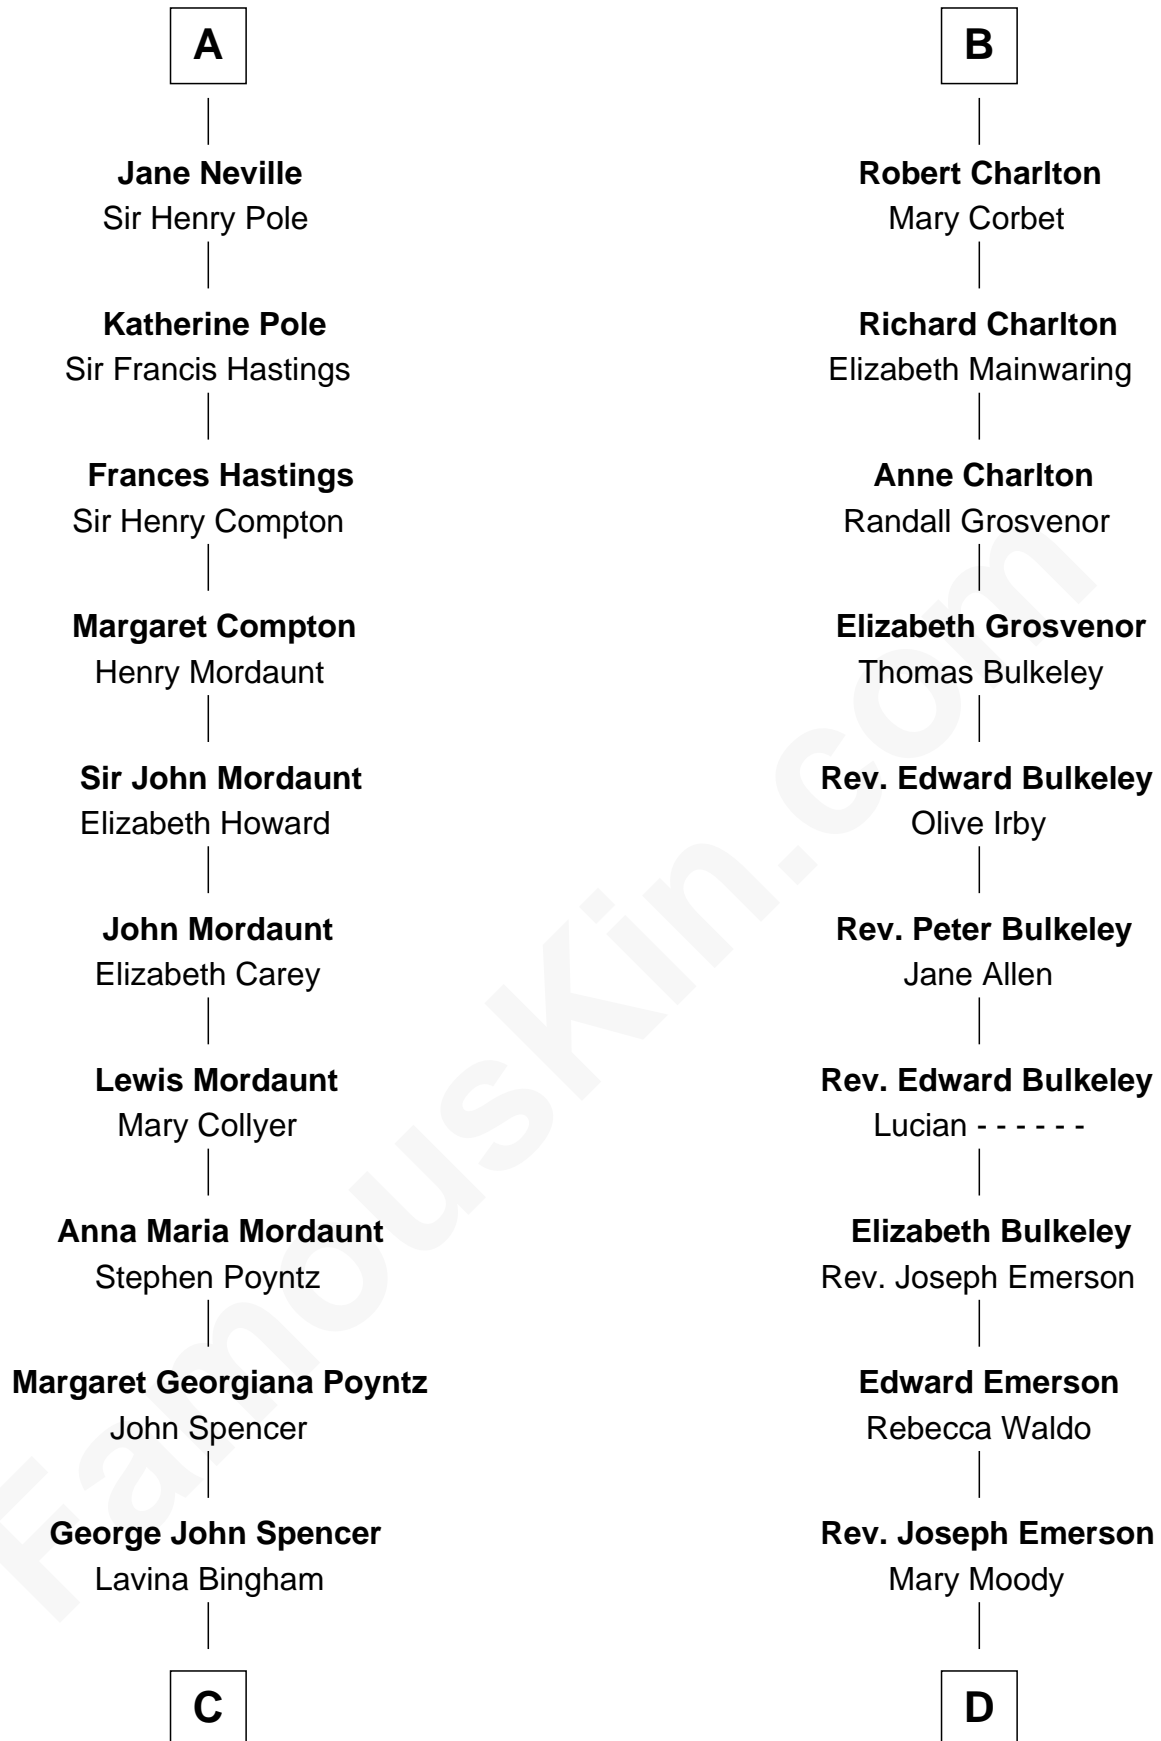 A
Jane Neville
Sir Henry Pole
Katherine Pole
Sir Francis Hastings
Frances Hastings
Sir Henry Compton
Margaret Compton
Henry Mordaunt
Sir John Mordaunt
Elizabeth Howard
John Mordaunt
Elizabeth Carey
Lewis Mordaunt
Mary Collyer
Anna Maria Mordaunt
Stephen Poyntz
Margaret Georgiana Poyntz
John Spencer
George John Spencer
Lavina Bingham
C
B
Robert Charlton
Mary Corbet
Richard Charlton
Elizabeth Mainwaring
Anne Charlton
Randall Grosvenor
Elizabeth Grosvenor
Thomas Bulkeley
Rev. Edward Bulkeley
Olive Irby
Rev. Peter Bulkeley
Jane Allen
Rev. Edward Bulkeley
Lucian - - - - - -
Elizabeth Bulkeley
Rev. Joseph Emerson
Edward Emerson
Rebecca Waldo
Rev. Joseph Emerson
Mary Moody
D
FamousKin.com